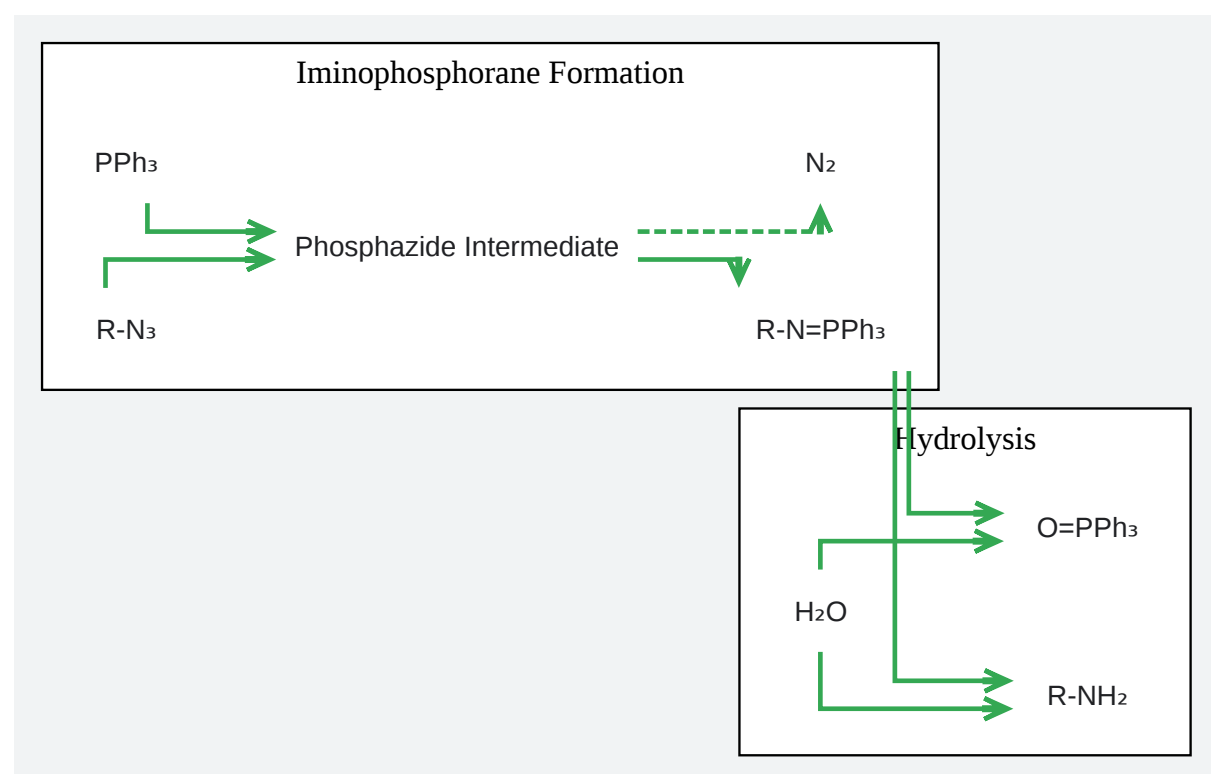 Iminophosphorane Formation
PPh₃
N₂
Phosphazide Intermediate
R-N₃
R-N=PPh₃
Hydrolysis
O=PPh₃
H₂O
R-NH₂